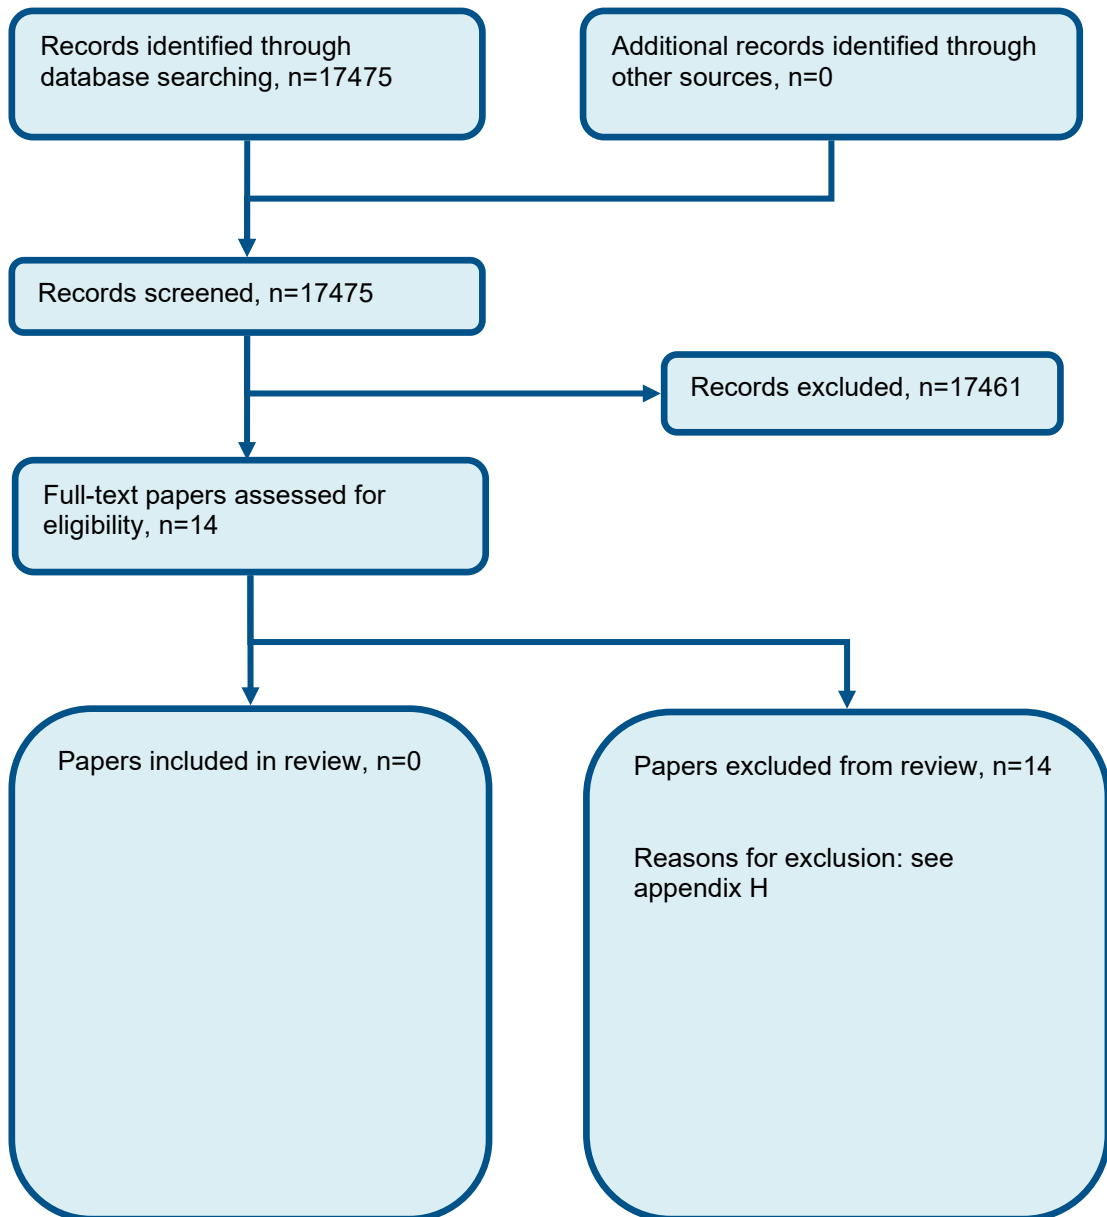 Records identified through
database searching, n=17475
Additional records identified through
other sources, n=0
Records screened, n=17475
Records excluded, n=17461
Full-text papers assessed for
eligibility, n=14
Papers included in review, n=0
Papers excluded from review, n=14
Reasons for exclusion: see
appendix H